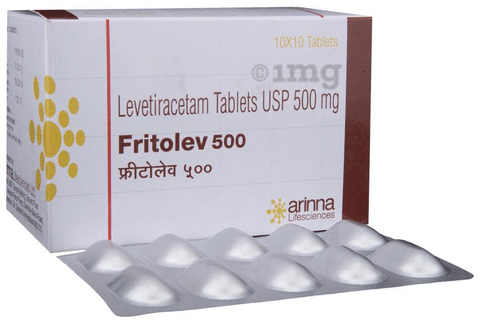 10X10 Tablets
©1mg
Levetiracetam Tablets USP 500 mg
Fritolev 500
फ्रीटोलेव ५००
arinna
Lifesciences